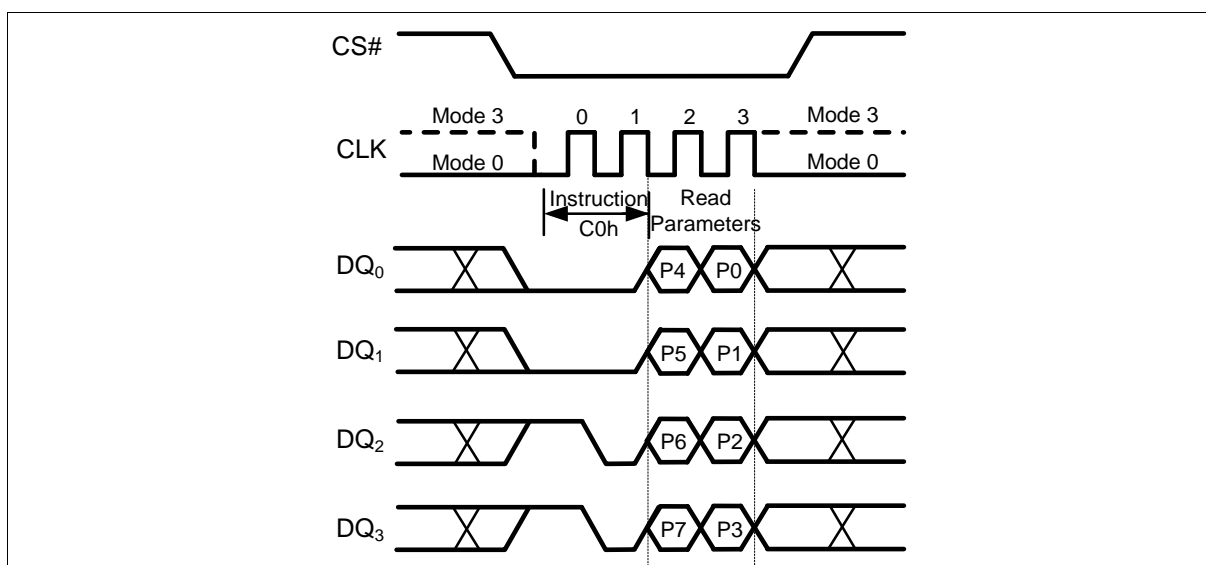 CS#
Mode 3 0 1 2 3 Mode 3
CLK
Mode 0 Mode 0
Instruction Read
C0h Parameters
DQ0 P4 P0
DQ1 P5 P1
DQ2 P6 P2
DQ3 P7 P3